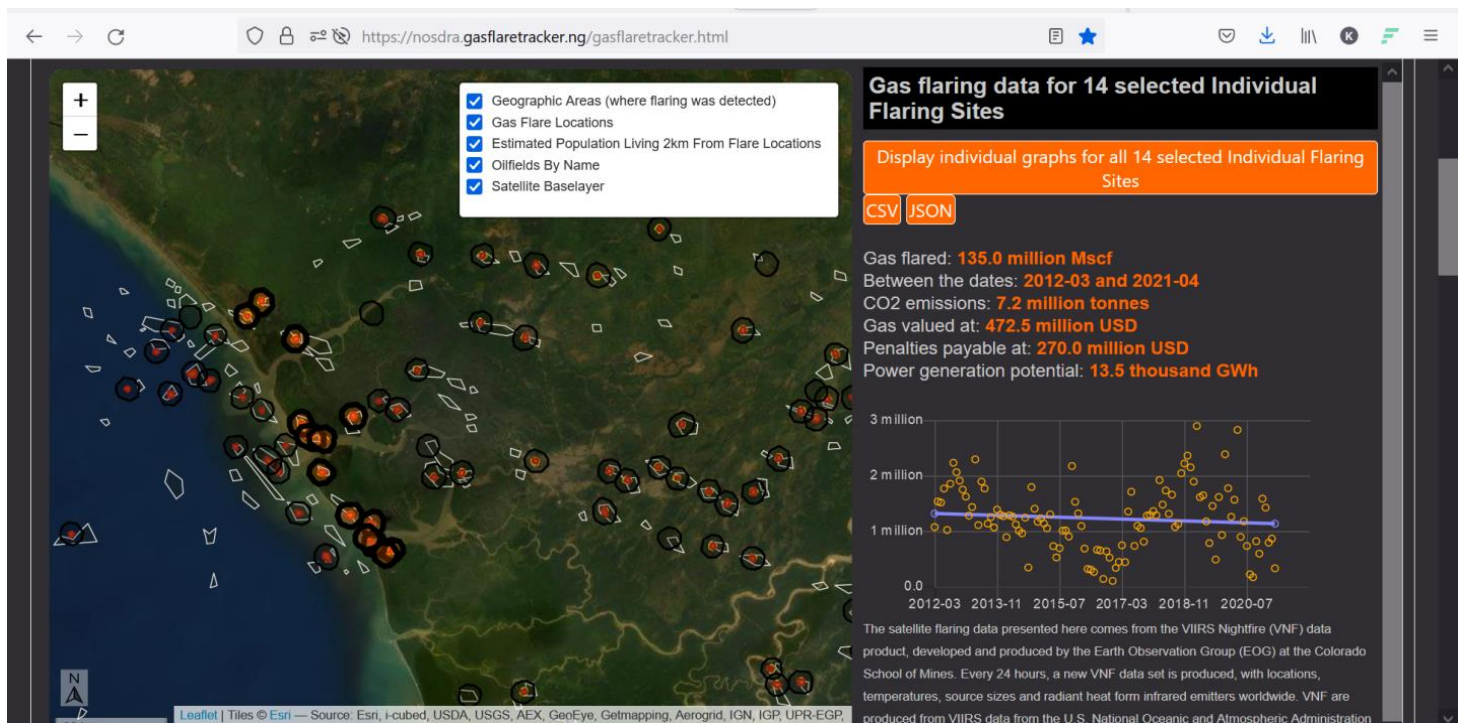 https://nosdra.gasflaretracker.ng/gasflaretracker.html
K
+
−
Geographic Areas (where flaring was detected)
Gas Flare Locations
Estimated Population Living 2km From Flare Locations
Oilfields By Name
Satellite Baselayer
N
Leaflet | Tiles © Esri — Source: Esri, i-cubed, USDA, USGS, AEX, GeoEye, Getmapping, Aerogrid, IGN, IGP, UPR-EGP,
Gas flaring data for 14 selected Individual
Flaring Sites
Display individual graphs for all 14 selected Individual Flaring
Sites
CSV JSON
Gas flared: 135.0 million Mscf
Between the dates: 2012-03 and 2021-04
CO2 emissions: 7.2 million tonnes
Gas valued at: 472.5 million USD
Penalties payable at: 270.0 million USD
Power generation potential: 13.5 thousand GWh
3 million
2 million
1 million
0.0
2012-03 2013-11 2015-07 2017-03 2018-11 2020-07
The satellite flaring data presented here comes from the VIIRS Nightfire (VNF) data
product, developed and produced by the Earth Observation Group (EOG) at the Colorado
School of Mines. Every 24 hours, a new VNF data set is produced, with locations,
temperatures, source sizes and radiant heat form infrared emitters worldwide. VNF are
produced from VIIRS data from the U.S. National Oceanic and Atmospheric Administration